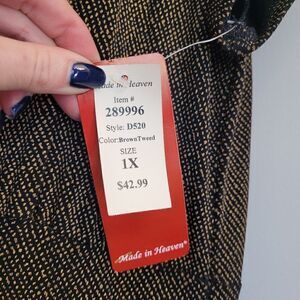 Made in Heaven
Item #
289996
Style: D520
Color:BrownTweed
SIZE
1X
$42.99
Made in Heaven®